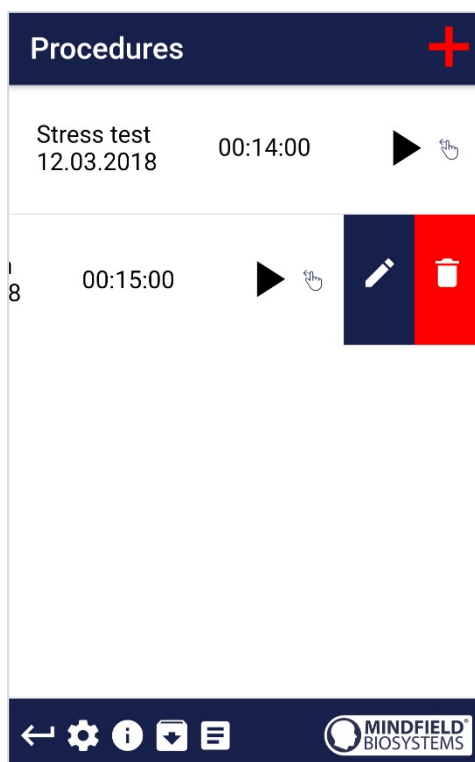 Procedures
Stress test
12.03.2018
00:14:00
8
00:15:00
MINDFIELD®
BIOSYSTEMS